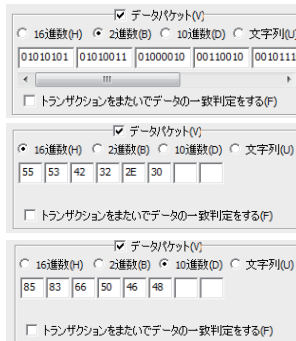 データパケット(V)
16進数(H) 2進数(B) 10進数(D) 文字列(U)
01010101 01010011 01000010 00110010 0010111
トランザクションをまたいでデータの一致判定をする(F)
データパケット(V)
16進数(H) 2進数(B) 10進数(D) 文字列(U)
55 53 42 32 2E 30
トランザクションをまたいでデータの一致判定をする(F)
データパケット(V)
16進数(H) 2進数(B) 10進数(D) 文字列(U)
85 83 66 50 46 48
トランザクションをまたいでデータの一致判定をする(F)